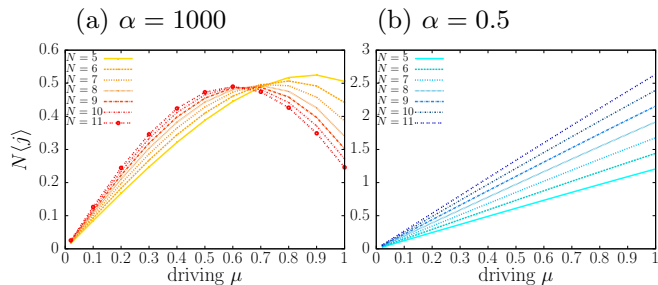 (a) α = 1000
(b) α = 0.5
N⟨j⟩
0.6
0.5
0.4
0.3
0.2
0.1
0
N = 5
N = 6
N = 7
N = 8
N = 9
N = 10
N = 11
0 0.1 0.2 0.3 0.4 0.5 0.6 0.7 0.8 0.9 1
driving μ
3
2.5
2
1.5
1
0.5
0
N = 5
N = 6
N = 7
N = 8
N = 9
N = 10
N = 11
0 0.1 0.2 0.3 0.4 0.5 0.6 0.7 0.8 0.9 1
driving μ